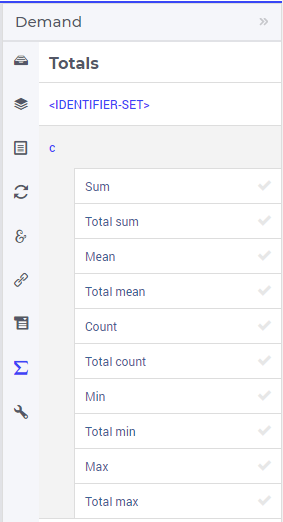 Demand
Totals
<IDENTIFIER-SET>
c
Sum
Total sum
Mean
Total mean
Count
Total count
Min
Total min
Max
Total max